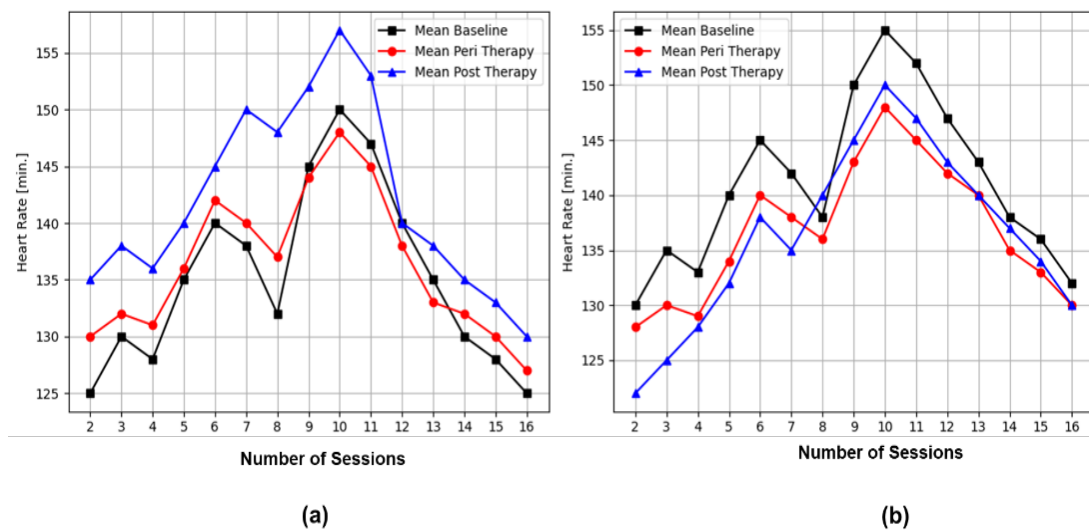 Mean Baseline
Mean Peri Therapy
Mean Post Therapy
155
150
145
140
135
130
125
Heart Rate [min.]
2 3 4 5 6 7 8 9 10 11 12 13 14 15 16
Number of Sessions
(a)
Mean Baseline
Mean Peri Therapy
Mean Post Therapy
155
150
145
140
135
130
125
Heart Rate [min.]
2 3 4 5 6 7 8 9 10 11 12 13 14 15 16
Number of Sessions
(b)